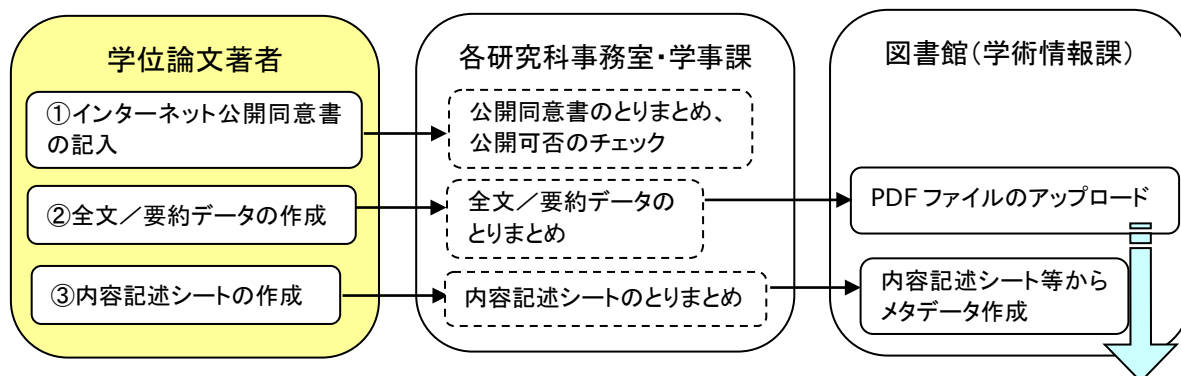 学位論文著者
①インターネット公開同意書
の記入
②全文／要約データの作成
③内容記述シートの作成
各研究科事務室・学事課
公開同意書のとりまとめ、
公開可否のチェック
全文／要約データの
とりまとめ
内容記述シートのとりまとめ
図書館（学術情報課）
PDF ファイルのアップロード
内容記述シート等から
メタデータ作成